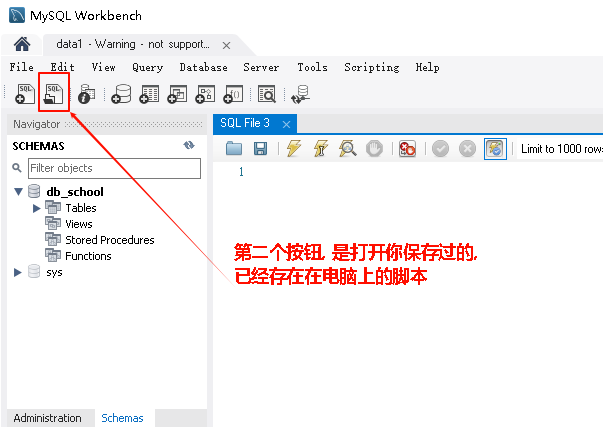 MySQL Workbench
data1 - Warning - not support...
File Edit View Query Database Server Tools Scripting Help
SQL SQL
Navigator
SQL File 3
SCHEMAS
Filter objects
Limit to 1000 rows
1
db_school
Tables
Views
Stored Procedures
Functions
sys
第二个按钮, 是打开你保存过的,
已经存在在电脑上的脚本
Administration Schemas